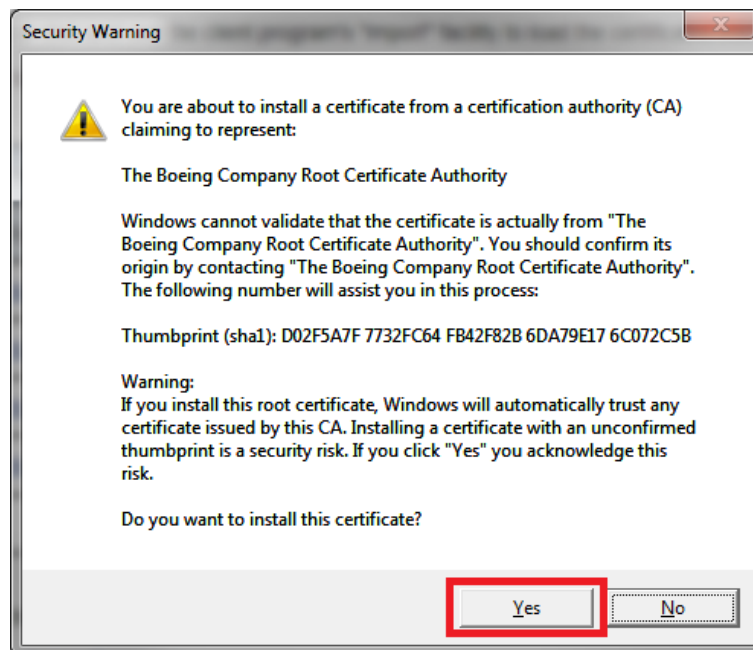 Security Warning
You are about to install a certificate from a certification authority (CA)
claiming to represent:
The Boeing Company Root Certificate Authority
Windows cannot validate that the certificate is actually from "The
Boeing Company Root Certificate Authority". You should confirm its
origin by contacting "The Boeing Company Root Certificate Authority".
The following number will assist you in this process:
Thumbprint (sha1): D02F5A7F 7732FC64 FB42F82B 6DA79E17 6C072C5B
Warning:
If you install this root certificate, Windows will automatically trust any
certificate issued by this CA. Installing a certificate with an unconfirmed
thumbprint is a security risk. If you click "Yes" you acknowledge this
risk.
Do you want to install this certificate?
Yes No